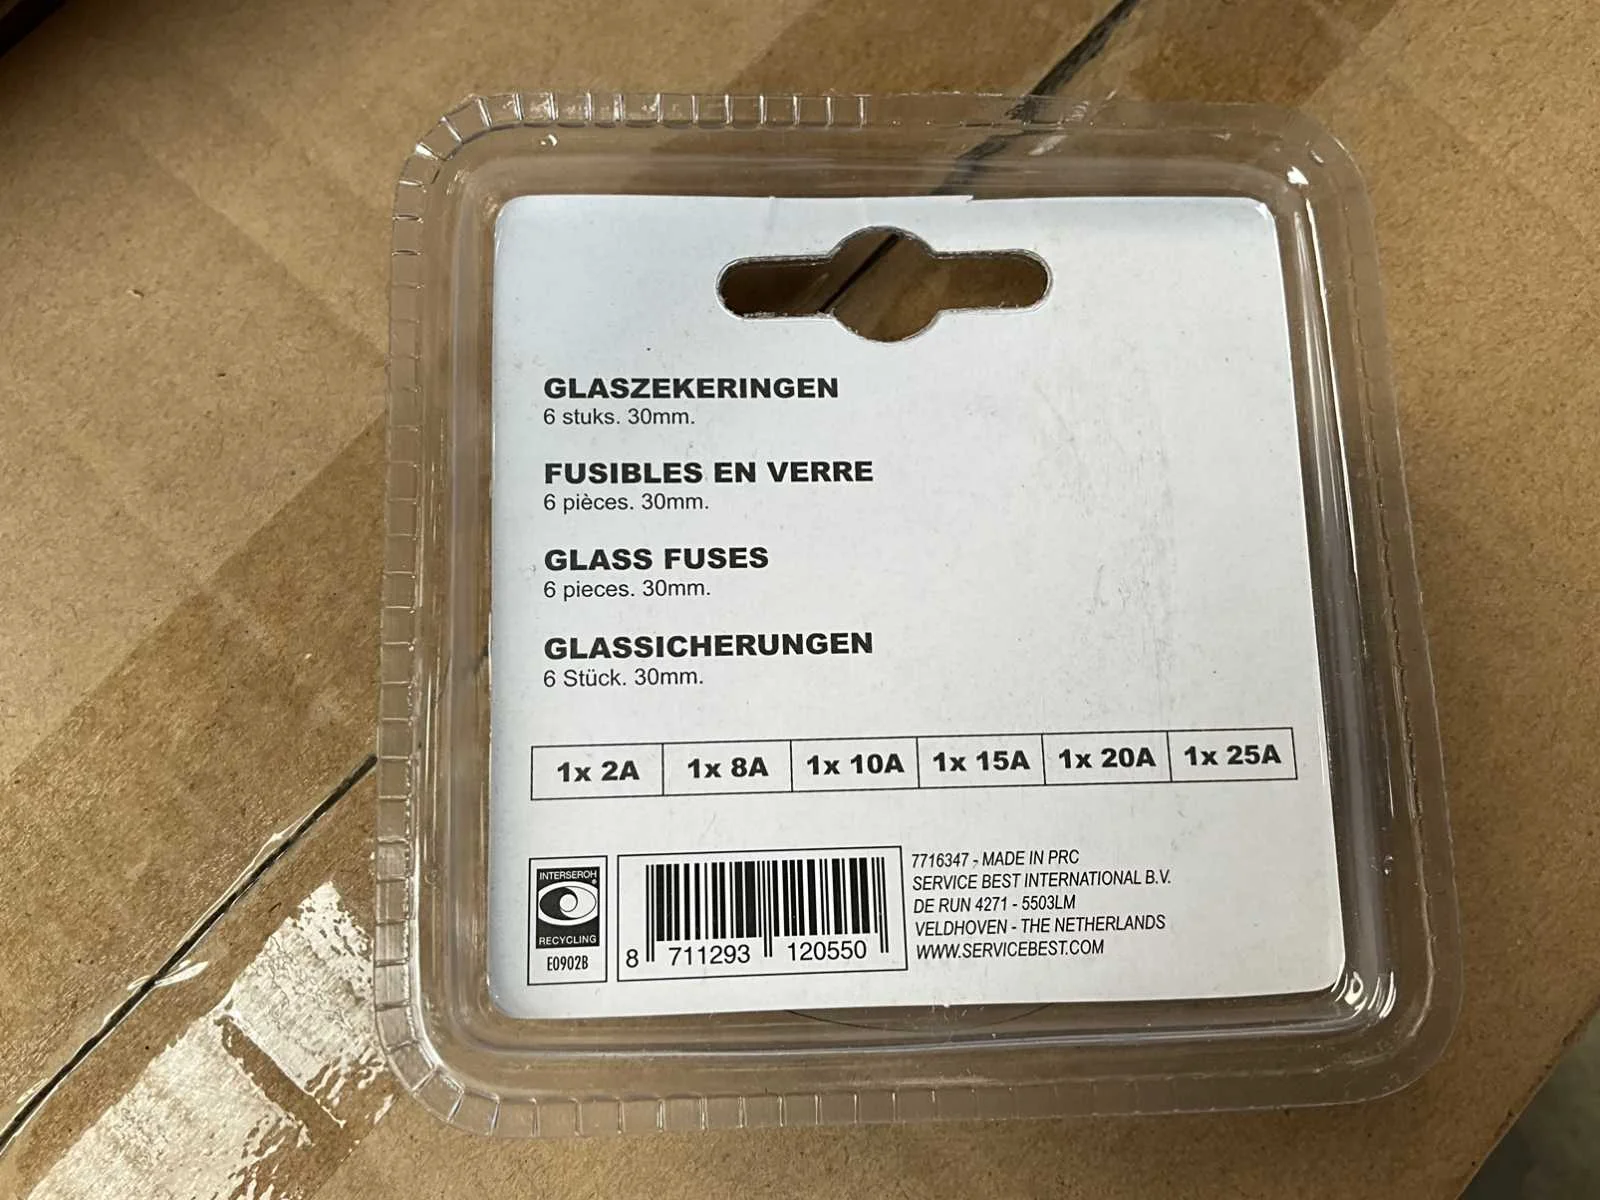 GLASZEKERINGEN
6 stuks. 30mm.
FUSIBLES EN VERRE
6 pièces. 30mm.
GLASS FUSES
6 pieces. 30mm.
GLASSICHERUNGEN
6 Stück. 30mm.
1x 2A 1x 8A 1x 10A 1x 15A 1x 20A 1x 25A
INTERSEROH®
RECYCLING
E0902B
8 711293 120550
7716347 - MADE IN PRC
SERVICE BEST INTERNATIONAL B.V.
DE RUN 4271 - 5503LM
VELDHOVEN - THE NETHERLANDS
WWW.SERVICEBEST.COM